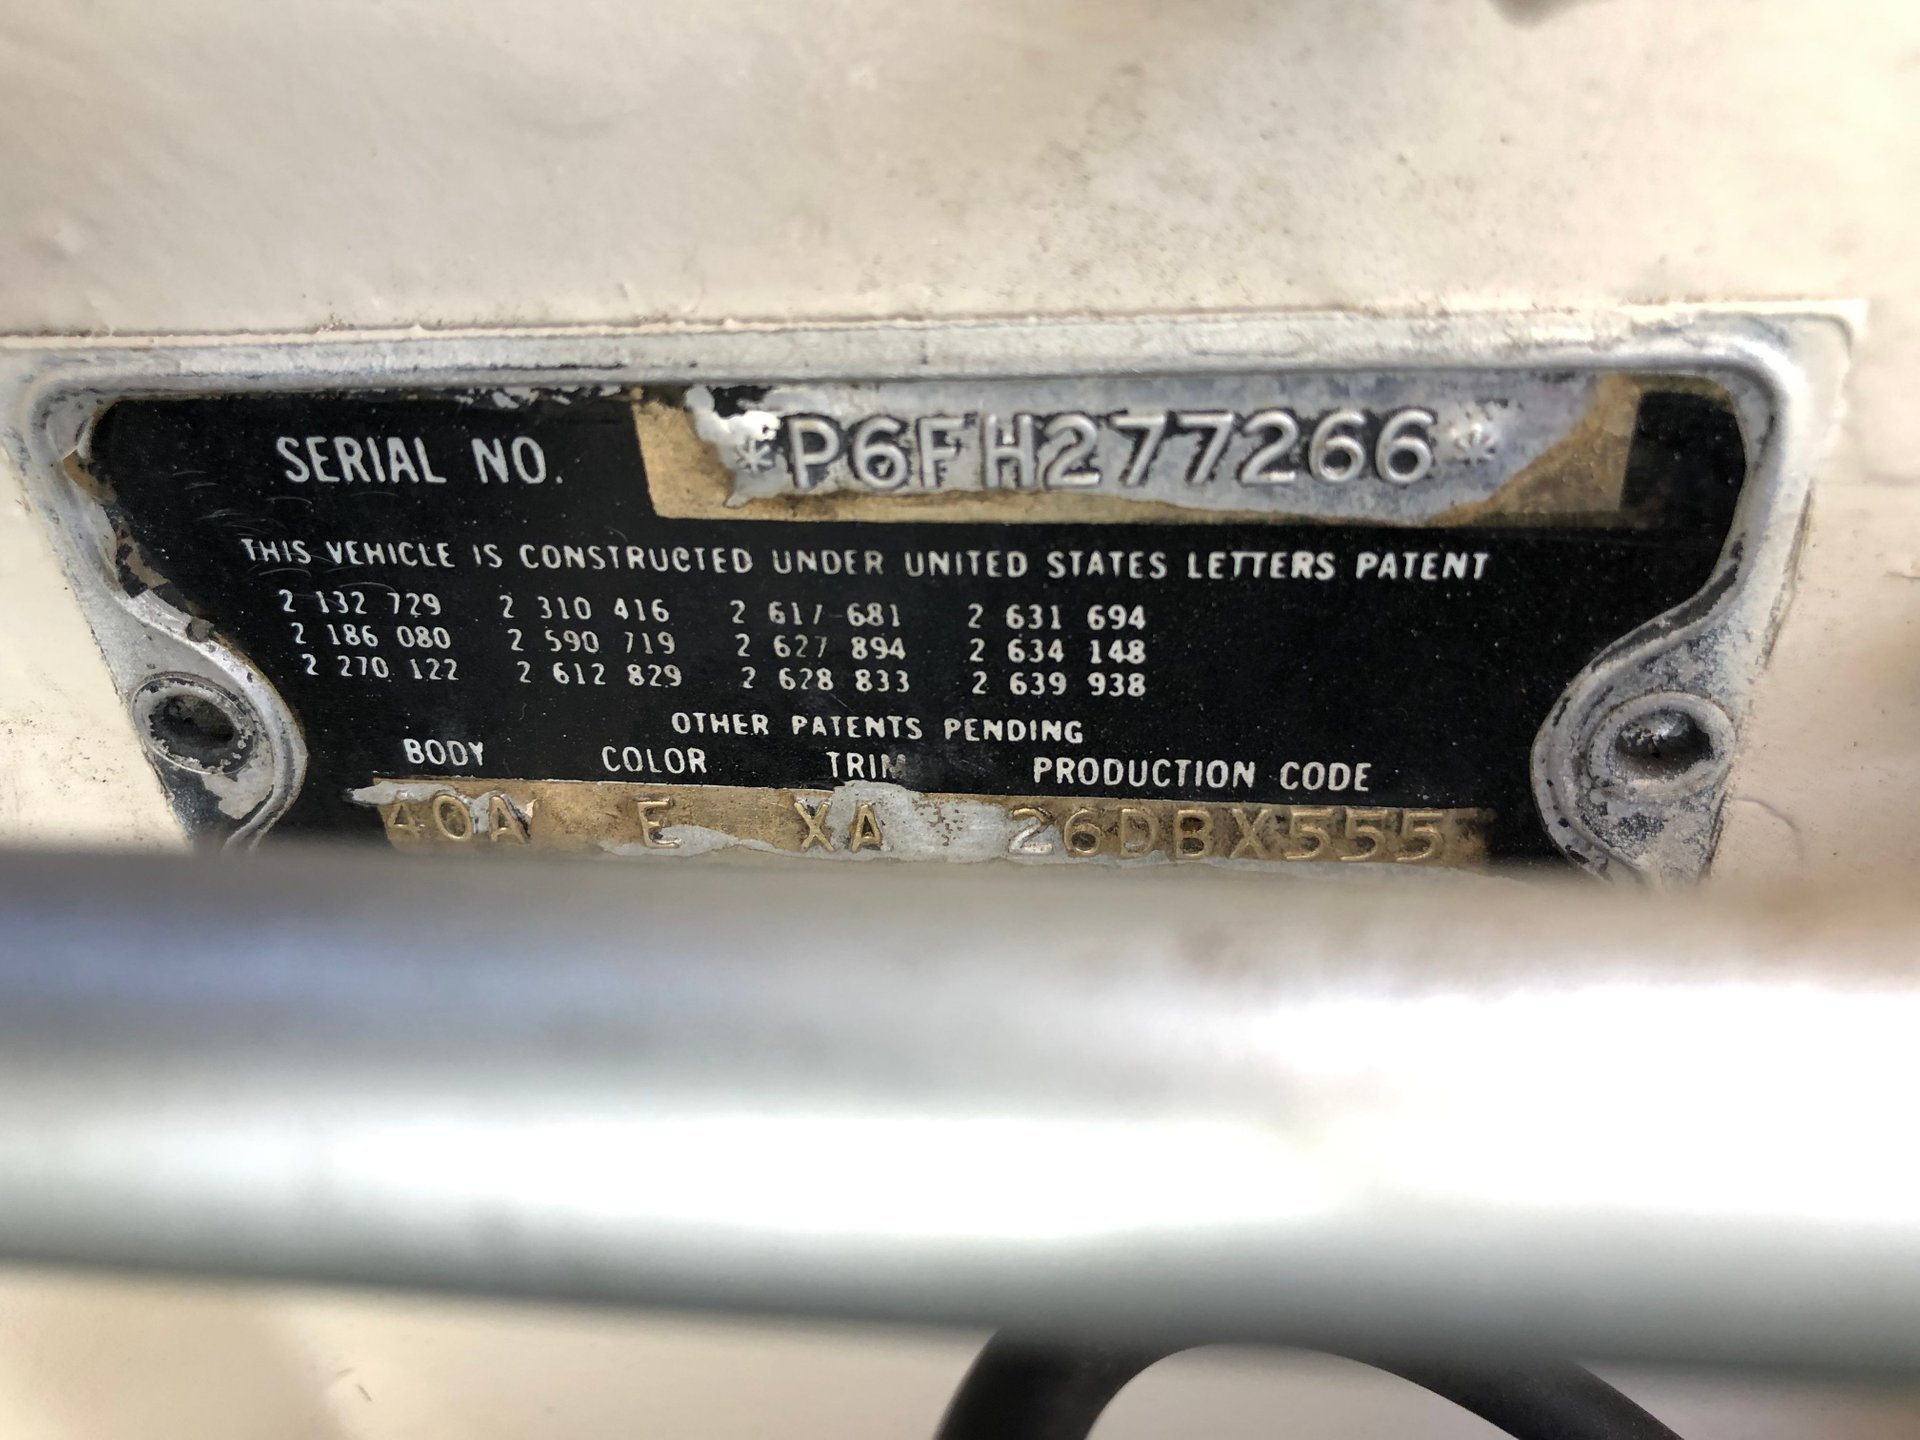 SERIAL NO. *P6FH277266*
THIS VEHICLE IS CONSTRUCTED UNDER UNITED STATES LETTERS PATENT
2 132 729 2 310 416 2 617 681 2 631 694
2 186 080 2 590 719 2 627 894 2 634 148
2 270 122 2 612 829 2 628 833 2 639 938
OTHER PATENTS PENDING
BODY COLOR TRIM PRODUCTION CODE
40A E XA 26DBX555